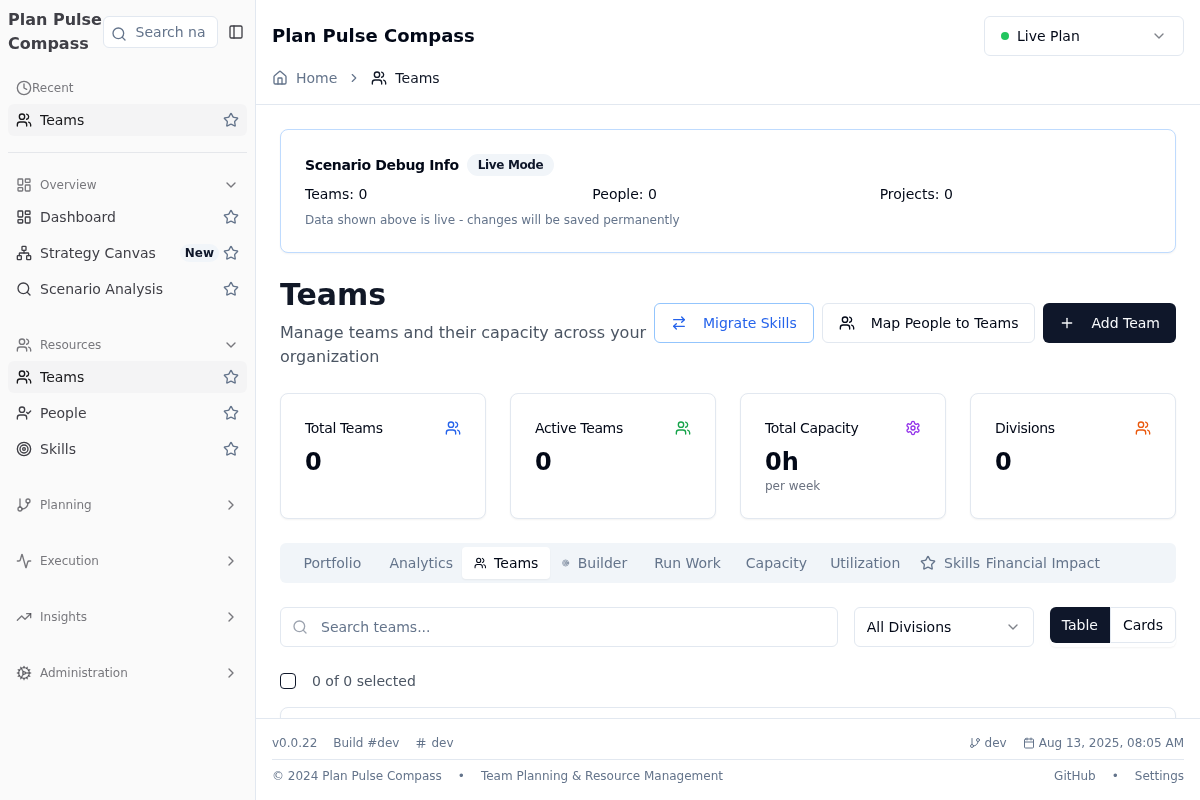 Plan Pulse
Compass
Search na
Recent
Teams
Overview
Dashboard
Strategy Canvas New
Scenario Analysis
Resources
Teams
People
Skills
Planning
Execution
Insights
Administration
Plan Pulse Compass
Live Plan
Home Teams
Scenario Debug Info Live Mode
Teams: 0 People: 0 Projects: 0
Data shown above is live - changes will be saved permanently
Teams
Manage teams and their capacity across your
organization
Migrate Skills Map People to Teams Add Team
Total Teams Active Teams Total Capacity Divisions
0 0 0h 0
per week
Portfolio Analytics Teams Builder Run Work Capacity Utilization Skills Financial Impact
Search teams... All Divisions Table Cards
0 of 0 selected
v0.0.22 Build #dev # dev dev Aug 13, 2025, 08:05 AM
© 2024 Plan Pulse Compass • Team Planning & Resource Management GitHub • Settings